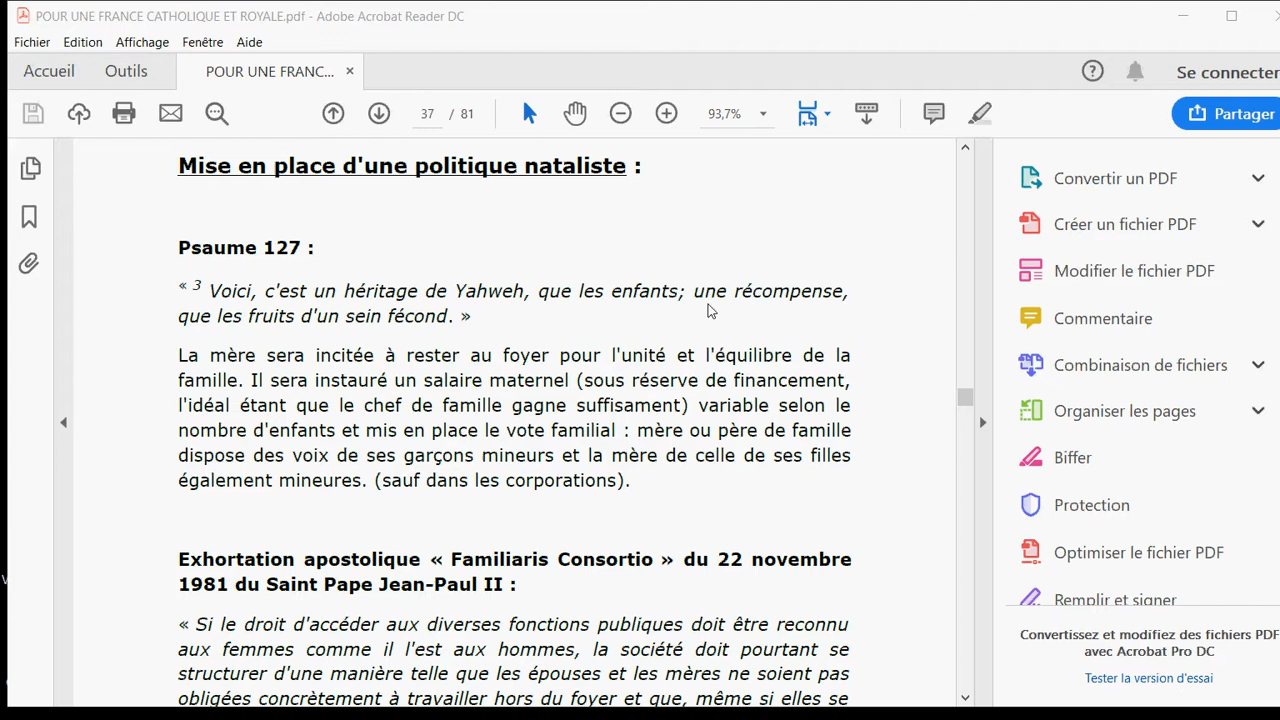 POUR UNE FRANCE CATHOLIQUE ET ROYALE.pdf - Adobe Acrobat Reader DC
Fichier Edition Affichage Fenêtre Aide
Accueil Outils POUR UNE FRANC... × Se connecter
37 / 81 93,7% Partager
Mise en place d'une politique nataliste :
Psaume 127 :
« 3 Voici, c'est un héritage de Yahweh, que les enfants; une récompense,
que les fruits d'un sein fécond. »
La mère sera incitée à rester au foyer pour l'unité et l'équilibre de la
famille. Il sera instauré un salaire maternel (sous réserve de financement,
l'idéal étant que le chef de famille gagne suffisament) variable selon le
nombre d'enfants et mis en place le vote familial : mère ou père de famille
dispose des voix de ses garçons mineurs et la mère de celle de ses filles
également mineures. (sauf dans les corporations).
Exhortation apostolique « Familiaris Consortio » du 22 novembre
1981 du Saint Pape Jean-Paul II :
« Si le droit d'accéder aux diverses fonctions publiques doit être reconnu
aux femmes comme il l'est aux hommes, la société doit pourtant se
structurer d'une manière telle que les épouses et les mères ne soient pas
obligées concrètement à travailler hors du foyer et que, même si elles se
Convertir un PDF
Créer un fichier PDF
Modifier le fichier PDF
Commentaire
Combinaison de fichiers
Organiser les pages
Biffer
Protection
Optimiser le fichier PDF
Remplir et signer
Convertissez et modifiez des fichiers PDF
avec Acrobat Pro DC
Tester la version d'essai